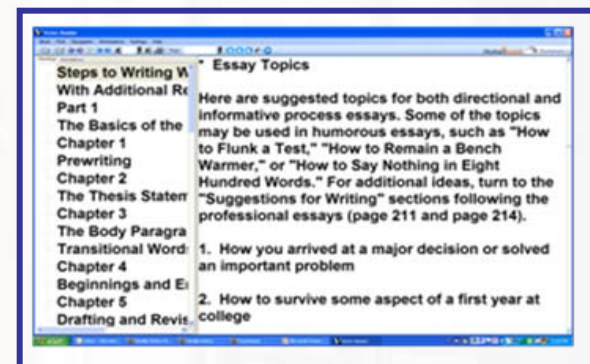 Steps to Writing W
With Additional Re
Part 1
The Basics of the
Chapter 1
Prewriting
Chapter 2
The Thesis Statem
Chapter 3
The Body Paragra
Transitional Word
Chapter 4
Beginnings and E
Chapter 5
Drafting and Revis
* Essay Topics
Here are suggested topics for both directional and
informative process essays. Some of the topics
may be used in humorous essays, such as "How
to Flunk a Test," "How to Remain a Bench
Warmer," or "How to Say Nothing in Eight
Hundred Words." For additional ideas, turn to the
"Suggestions for Writing" sections following the
professional essays (page 211 and page 214).
1. How you arrived at a major decision or solved
an important problem
2. How to survive some aspect of a first year at
college